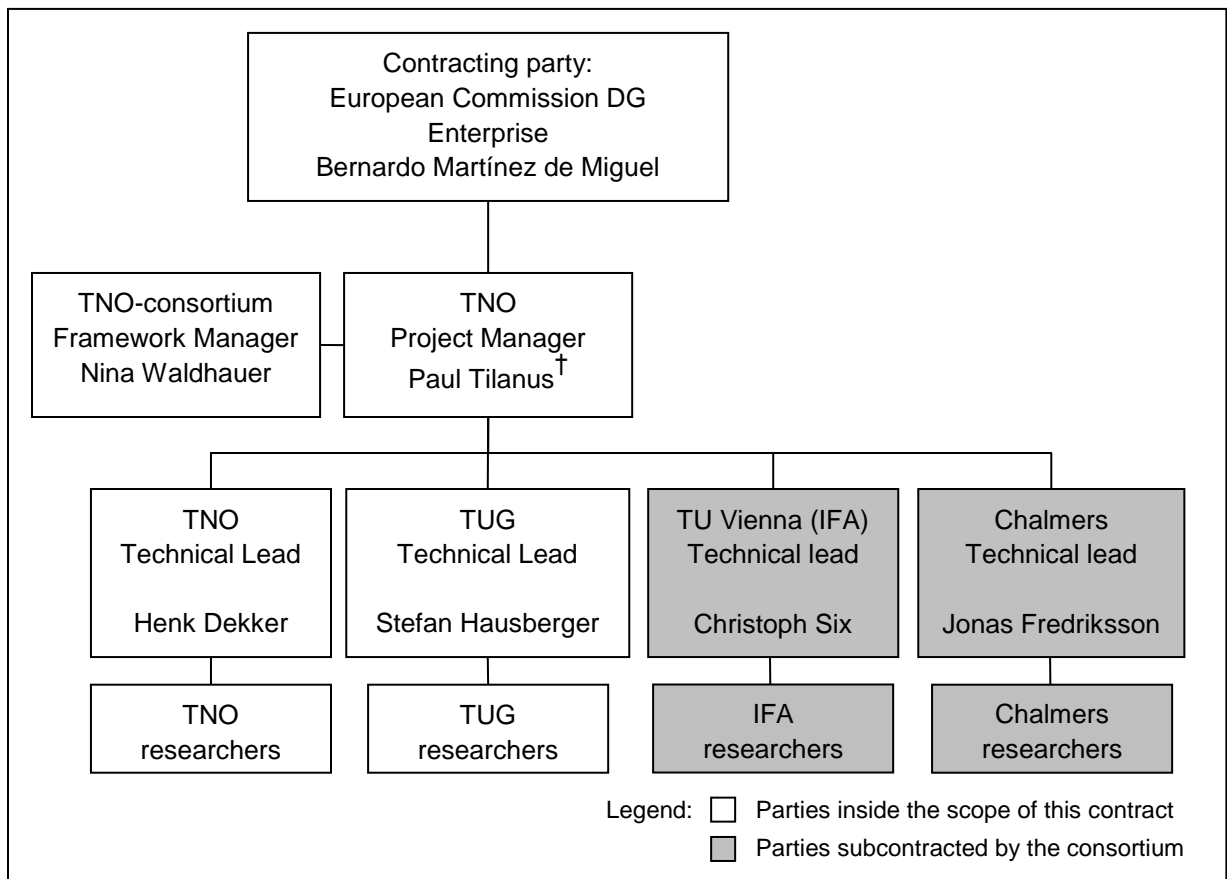 Contracting party:
European Commission DG
Enterprise
Bernardo Martínez de Miguel
TNO-consortium
Framework Manager
Nina Waldhauer
TNO
Project Manager
Paul Tilanus†
TNO
Technical Lead
Henk Dekker
TUG
Technical Lead
Stefan Hausberger
TU Vienna (IFA)
Technical lead
Christoph Six
Chalmers
Technical lead
Jonas Fredriksson
TNO
researchers
TUG
researchers
IFA
researchers
Chalmers
researchers
Legend: Parties inside the scope of this contract
Parties subcontracted by the consortium